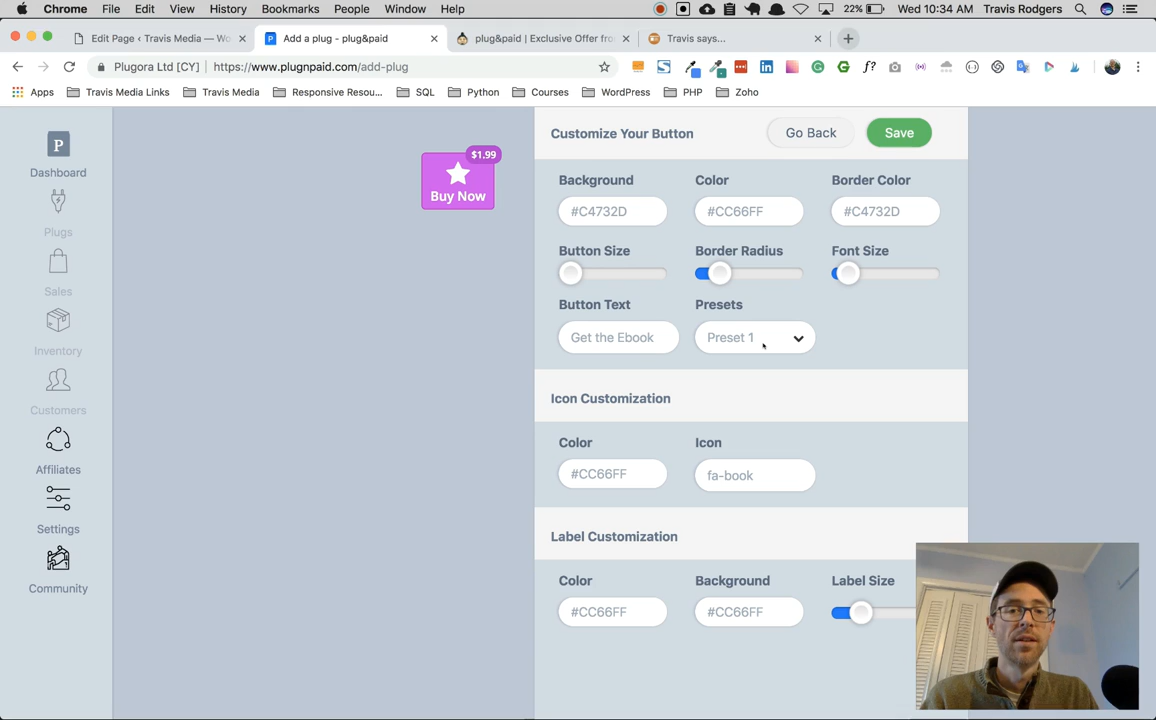 Chrome File Edit View History Bookmarks People Window Help 22% Wed 10:34 AM Travis Rodgers
Edit Page ‹ Travis Media — Wo Add a plug - plug&paid plug&paid | Exclusive Offer fro Travis says...
Plugora Ltd [CY] https://www.plugnpaid.com/add-plug
Apps Travis Media Links Travis Media Responsive Resou... SQL Python Courses WordPress PHP Zoho
P
Dashboard
Plugs
Sales
Inventory
Customers
Affiliates
Settings
Community
$1.99
Buy Now
Customize Your Button Go Back Save
Background Color Border Color
#C4732D #CC66FF #C4732D
Button Size Border Radius Font Size
Button Text Presets
Get the Ebook Preset 1
Icon Customization
Color Icon
#CC66FF fa-book
Label Customization
Color Background Label Size
#CC66FF #CC66FF